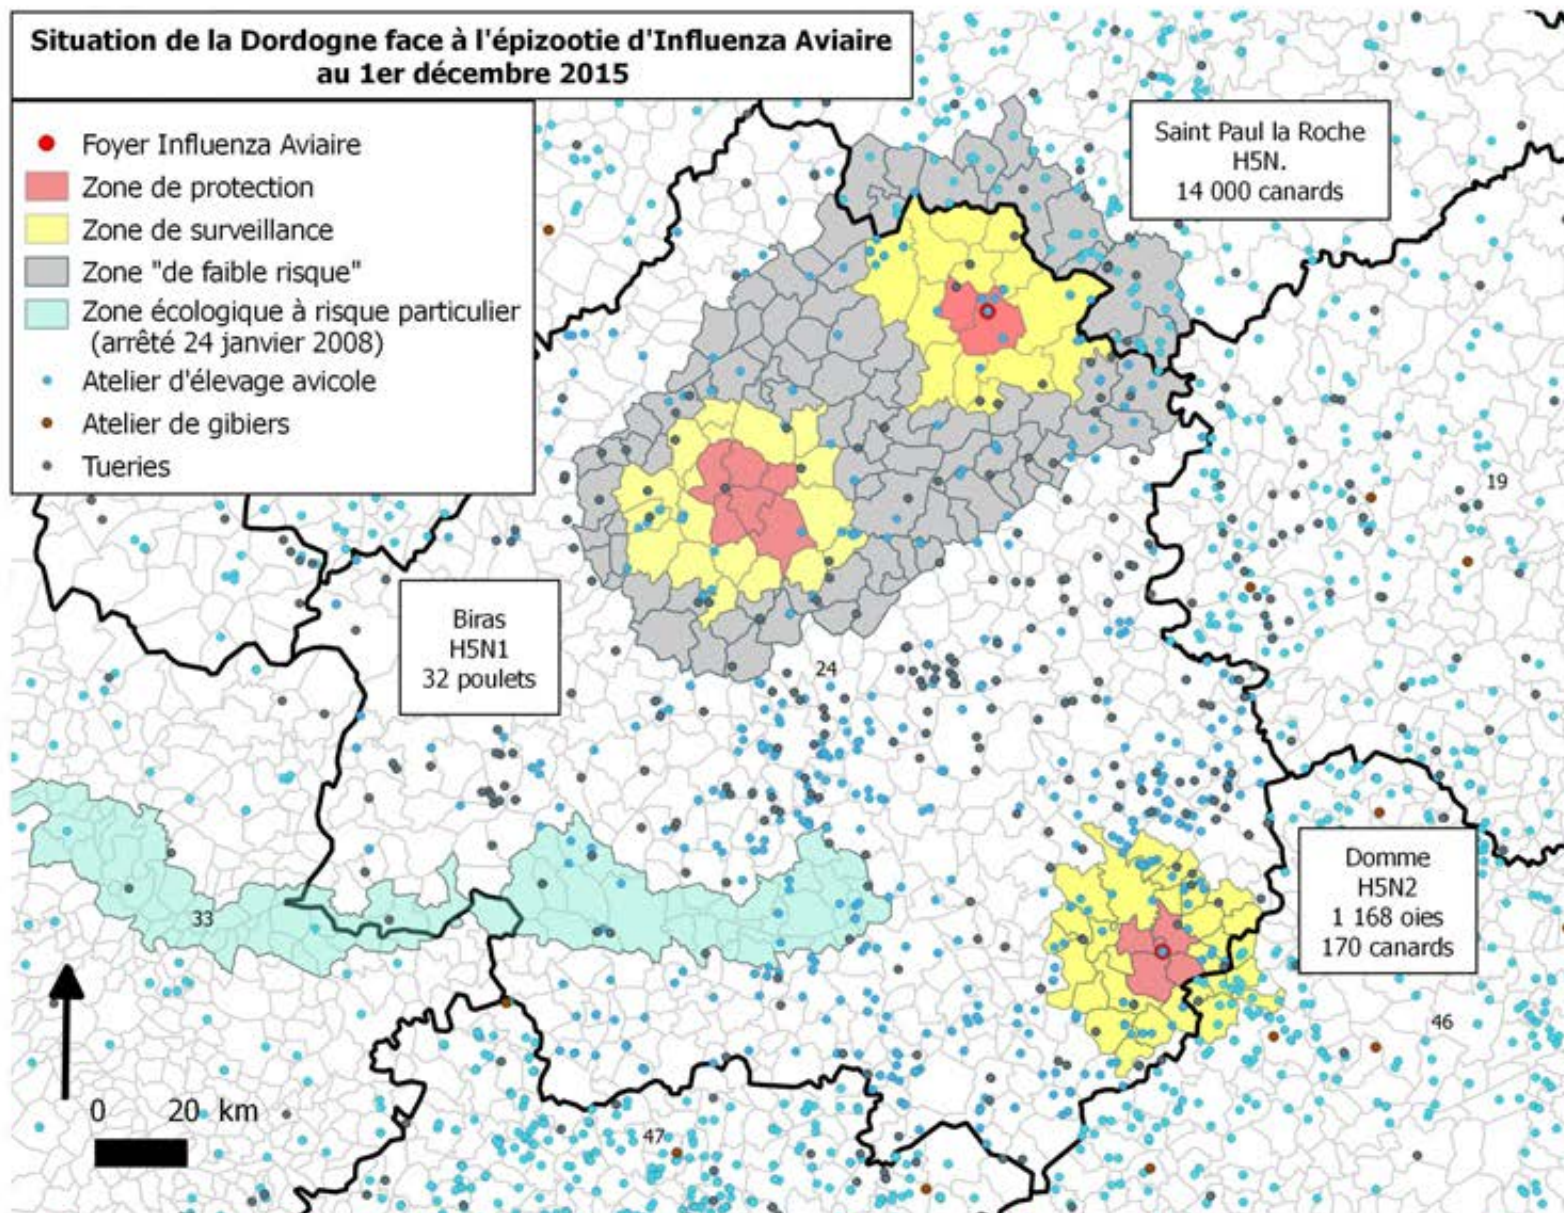 Situation de la Dordogne face à l'épizootie d'Influenza Aviaire
au 1er décembre 2015
Foyer Influenza Aviaire
Zone de protection
Zone de surveillance
Zone "de faible risque"
Zone écologique à risque particulier
(arrêté 24 janvier 2008)
Atelier d'élevage avicole
Atelier de gibiers
Tueries
Saint Paul la Roche
H5N.
14 000 canards
19
Biras
H5N1
32 poulets
24
Domme
H5N2
1 168 oies
170 canards
33
46
0 20 km
47